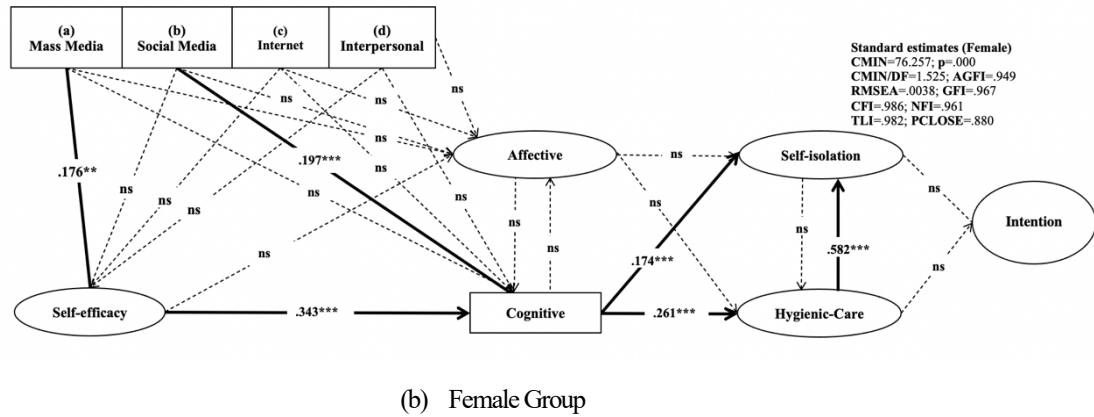 (a)
Mass Media
(b)
Social Media
(c)
Internet
(d)
Interpersonal
Standard estimates (Female)
CMIN=76.257; p=.000
CMIN/DF=1.525; AGFI=.949
RMSEA=.0038; GFI=.967
CFI=.986; NFI=.961
TLI=.982; PCLOSE=.880
ns
ns
ns
ns
ns
Affective
ns
Self-isolation
.176**
.197***
ns
ns
ns
ns
ns
ns
ns
ns
ns
ns
ns
Intention
ns
.174***
.582***
ns
Self-efficacy
.343***
Cognitive
.261***
Hygienic-Care
(b) Female Group